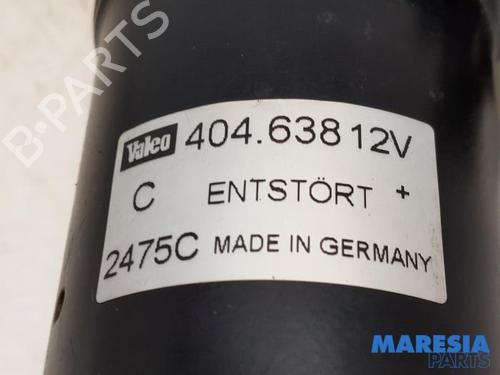 B-PARTS
Valeo 404.638 12V
C ENTSTÖRT +
2475C MADE IN GERMANY
MARESIA
PARTS